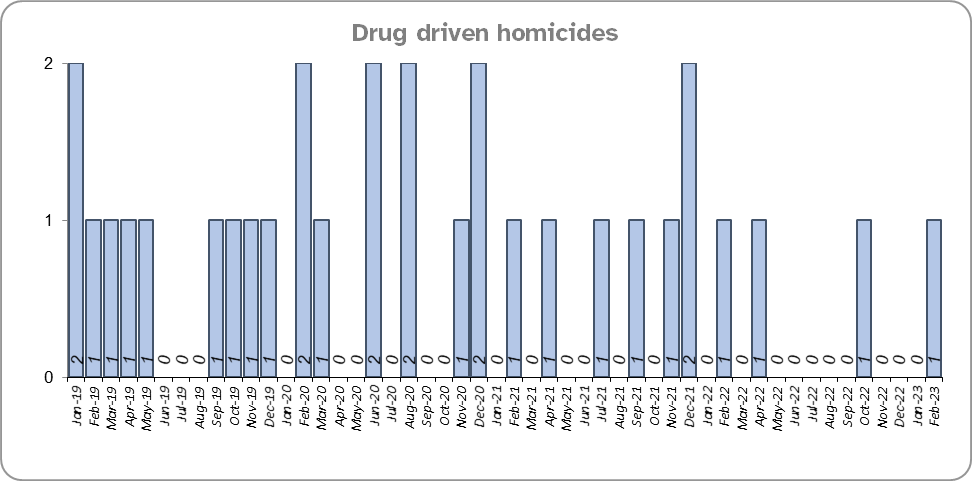 Drug driven homicides
2
1
0
2 1 1 1 1 0 0 0 1 1 1 1 0 2 1 0 0 2 0 2 0 0 1 2 0 1 0 1 0 0 1 0 1 0 1 2 0 1 0 1 0 0 0 0 0 1 0 0 0 1
Jan-19 Feb-19 Mar-19 Apr-19 May-19 Jun-19 Jul-19 Aug-19 Sep-19 Oct-19 Nov-19 Dec-19 Jan-20 Feb-20 Mar-20 Apr-20 May-20 Jun-20 Jul-20 Aug-20 Sep-20 Oct-20 Nov-20 Dec-20 Jan-21 Feb-21 Mar-21 Apr-21 May-21 Jun-21 Jul-21 Aug-21 Sep-21 Oct-21 Nov-21 Dec-21 Jan-22 Feb-22 Mar-22 Apr-22 May-22 Jun-22 Jul-22 Aug-22 Sep-22 Oct-22 Nov-22 Dec-22 Jan-23 Feb-23